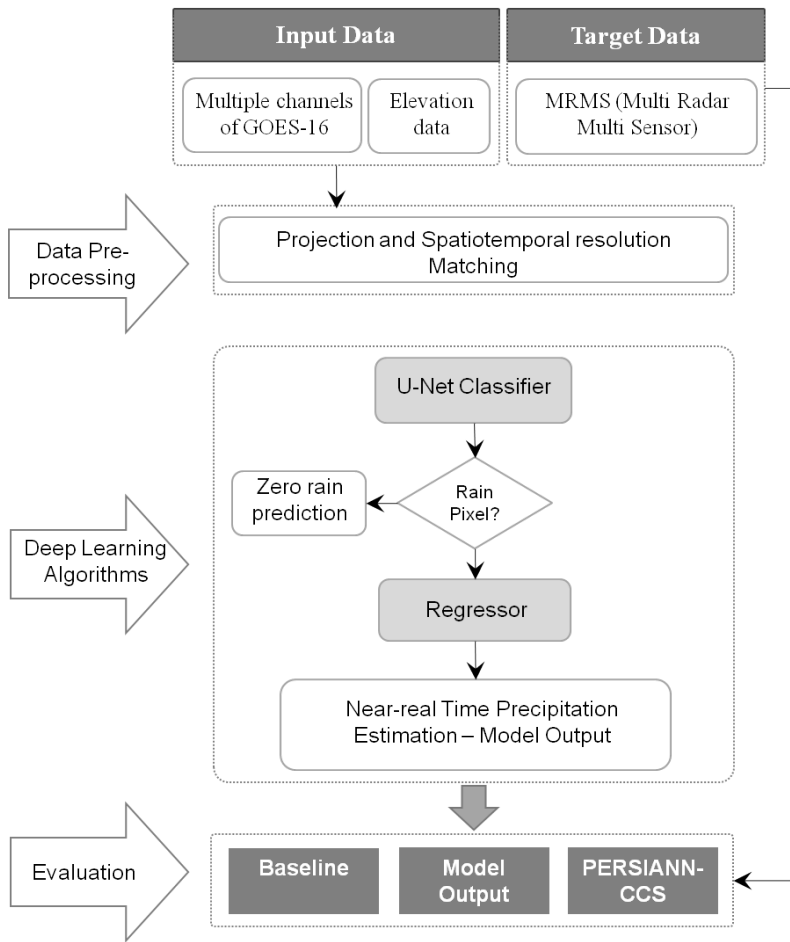 Input Data
Target Data
Multiple channels
of GOES-16
Elevation
data
MRMS (Multi Radar
Multi Sensor)
Data Pre-
processing
Projection and Spatiotemporal resolution
Matching
U-Net Classifier
Rain
Pixel?
Zero rain
prediction
Deep Learning
Algorithms
Regressor
Near-real Time Precipitation
Estimation – Model Output
Evaluation
Baseline
Model
Output
PERSIANN-
CCS